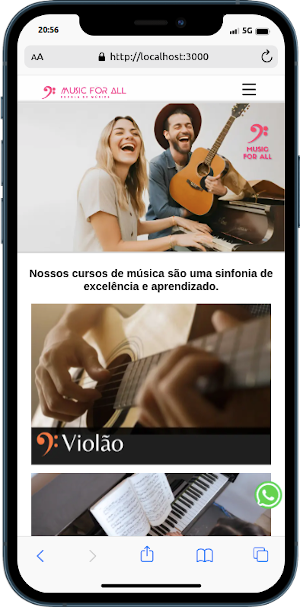 20:56
5G
AA
http://localhost:3000
MUSIC FOR ALL
ESCOLA DE MÚSICA
MUSIC
FOR ALL
Nossos cursos de música são uma sinfonia de
excelência e aprendizado.
Violão